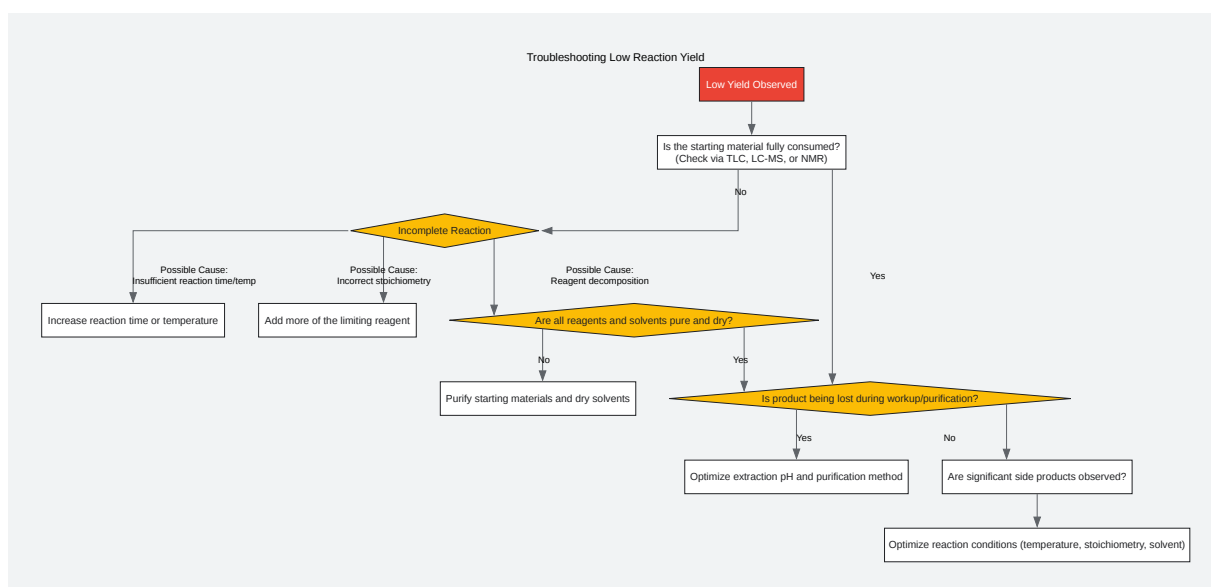 Troubleshooting Low Reaction Yield
Low Yield Observed
Is the starting material fully consumed?
(Check via TLC, LC-MS, or NMR)
No
Incomplete Reaction
Possible Cause:
Insufficient reaction time/temp
Possible Cause:
Incorrect stoichiometry
Possible Cause:
Reagent decomposition
Yes
Increase reaction time or temperature
Add more of the limiting reagent
Are all reagents and solvents pure and dry?
No
Yes
Purify starting materials and dry solvents
Is product being lost during workup/purification?
Yes
No
Optimize extraction pH and purification method
Are significant side products observed?
Optimize reaction conditions (temperature, stoichiometry, solvent)